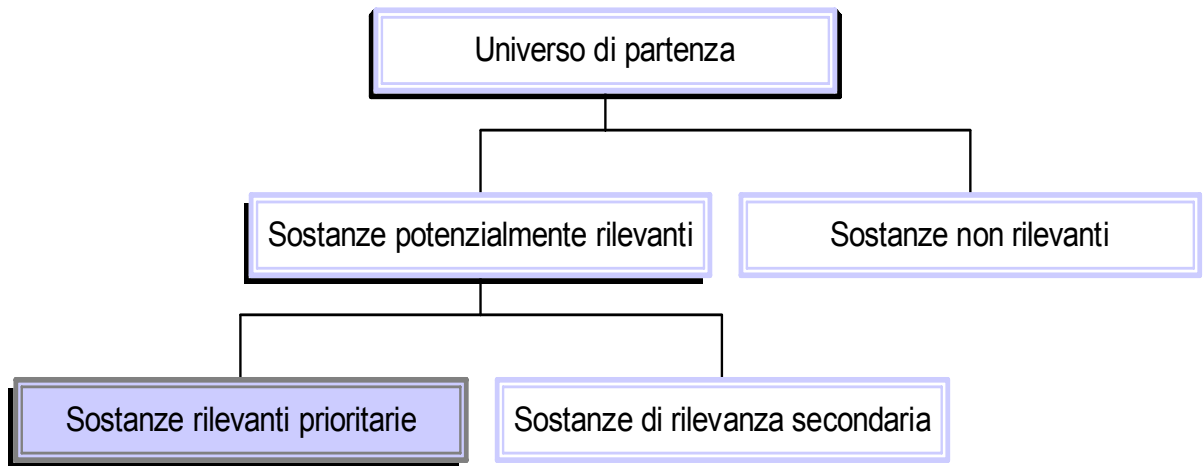 Universo di partenza
Sostanze potenzialmente rilevanti
Sostanze non rilevanti
Sostanze rilevanti prioritarie
Sostanze di rilevanza secondaria